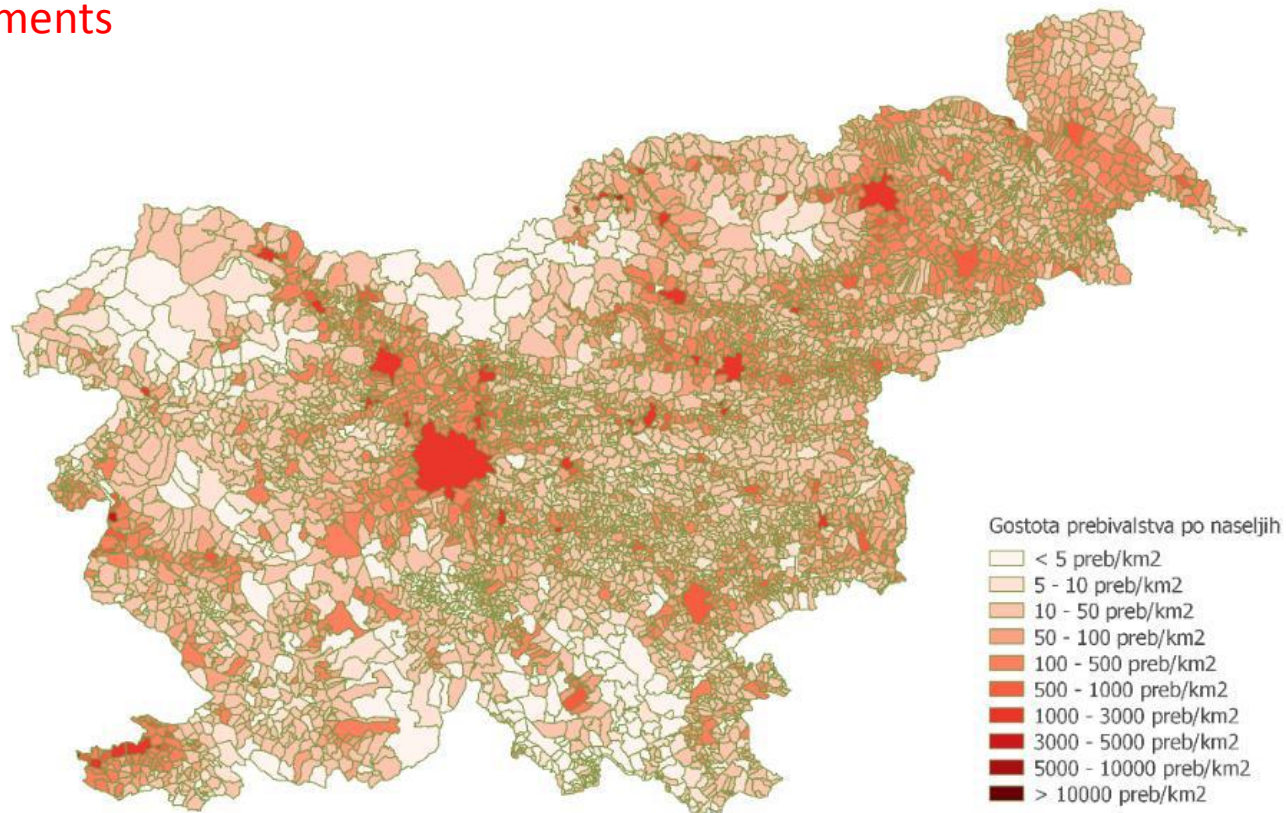 ments
Gostota prebivalstva po naseljih
< 5 preb/km2
5 - 10 preb/km2
10 - 50 preb/km2
50 - 100 preb/km2
100 - 500 preb/km2
500 - 1000 preb/km2
1000 - 3000 preb/km2
3000 - 5000 preb/km2
5000 - 10000 preb/km2
> 10000 preb/km2